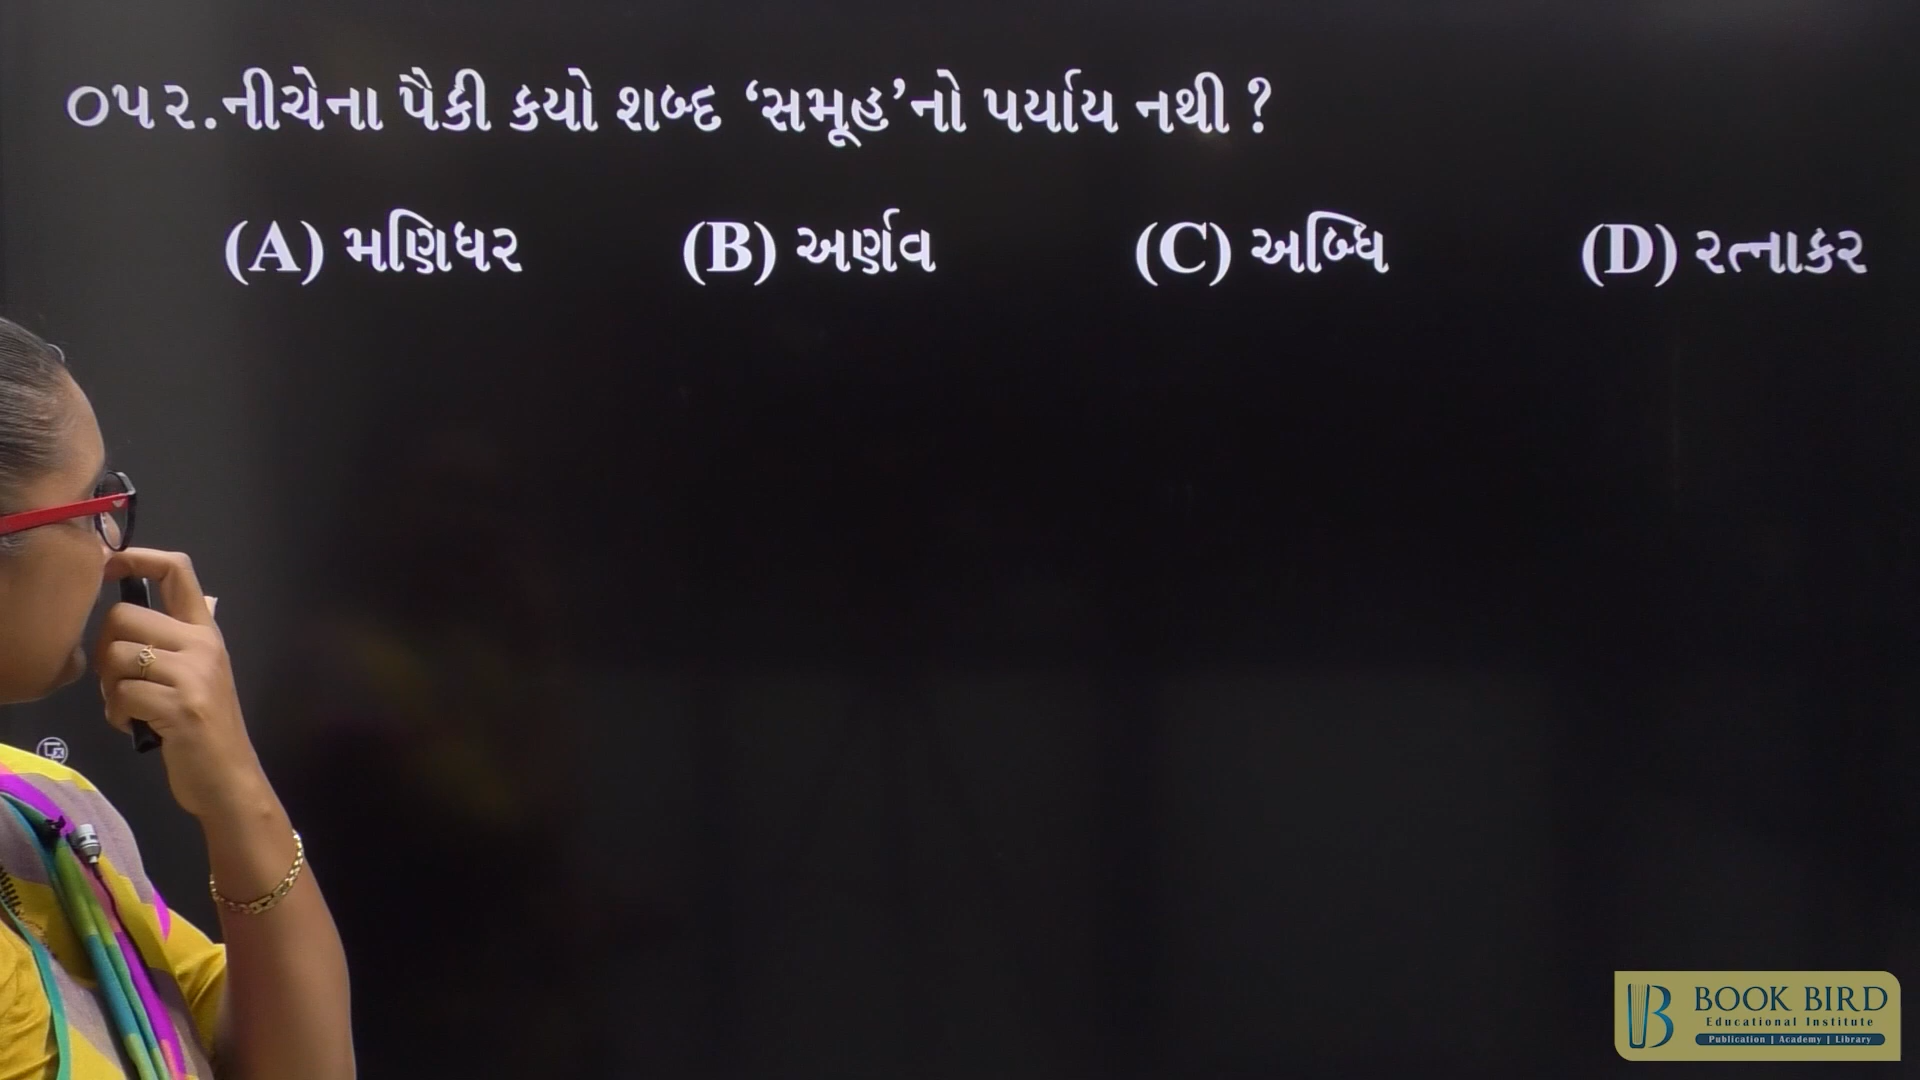 ૦૫૨.નીચેના પૈકી કયો શબ્દ ‘સમૂહ’નો પર્યાય નથી ?
(A) મણિધર (B) અર્ણવ (C) અબ્ધિ (D) રત્નાકર
BOOK BIRD
Educational Institute
Publication | Academy | Library